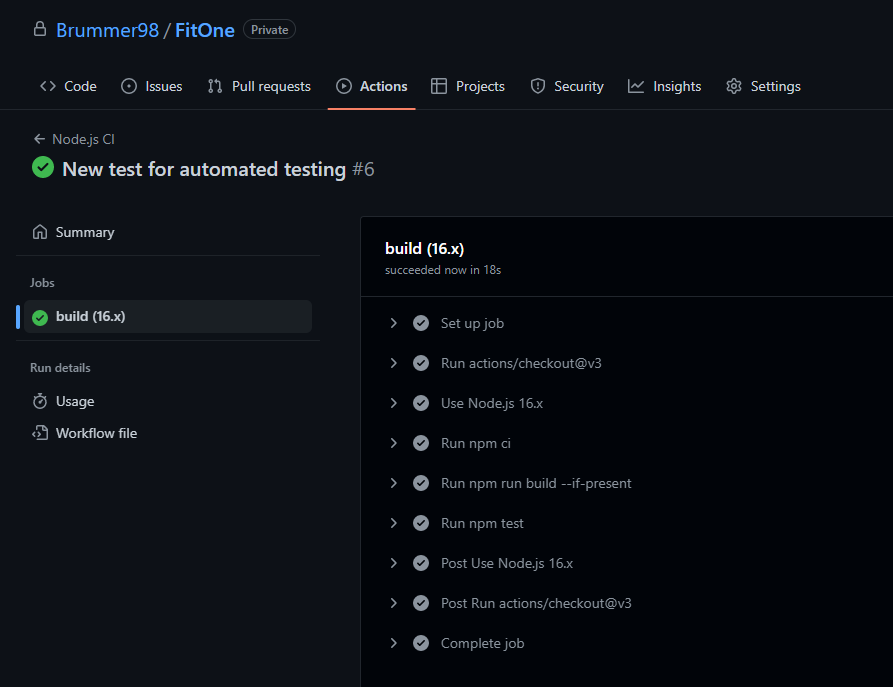 Brummer98 / FitOne Private
Code Issues Pull requests Actions Projects Security Insights Settings
Node.js CI
New test for automated testing #6
Summary
Jobs
build (16.x)
Run details
Usage
Workflow file
build (16.x)
succeeded now in 18s
Set up job
Run actions/checkout@v3
Use Node.js 16.x
Run npm ci
Run npm run build --if-present
Run npm test
Post Use Node.js 16.x
Post Run actions/checkout@v3
Complete job